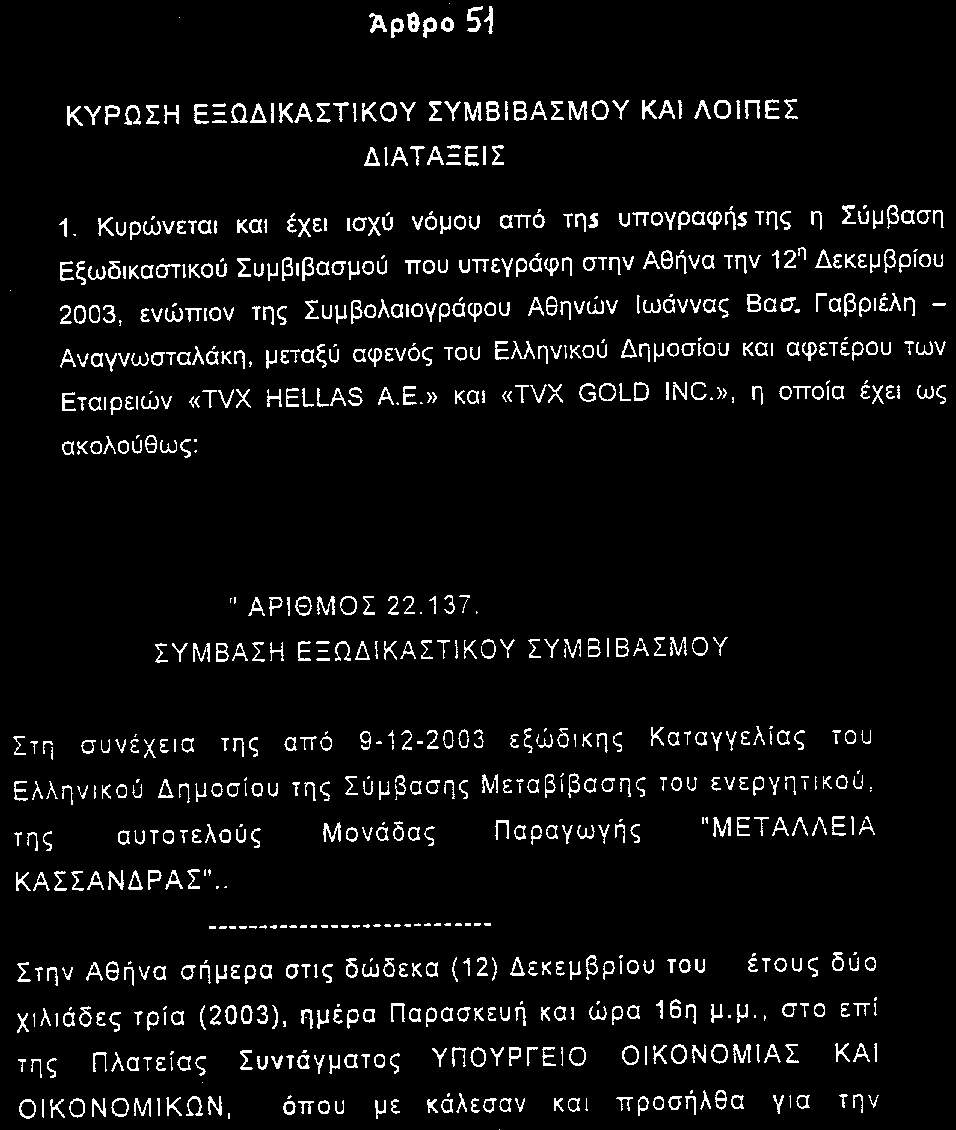 Άρθρο 51
ΚΥΡΩΣΗ ΕΞΩΔΙΚΑΣΤΙΚΟΥ ΣΥΜΒΙΒΑΣΜΟΥ ΚΑΙ ΛΟΙΠΕΣ
ΔΙΑΤΑΞΕΙΣ
1. Κυρώνεται και έχει ισχύ νόμου από της υπογραφής της η Σύμβαση
Εξωδικαστικού Συμβιβασμού που υπεγράφη στην Αθήνα την 12η Δεκεμβρίου
2003, ενώπιον της Συμβολαιογράφου Αθηνών Ιωάννας Βασ. Γαβριέλη –
Αναγνωσταλάκη, μεταξύ αφενός του Ελληνικού Δημοσίου και αφετέρου των
Εταιρειών «TVX HELLAS A.E.» και «TVX GOLD INC.», η οποία έχει ως
ακολούθως:
" ΑΡΙΘΜΟΣ 22.137.
ΣΥΜΒΑΣΗ ΕΞΩΔΙΚΑΣΤΙΚΟΥ ΣΥΜΒΙΒΑΣΜΟΥ
Στη συνέχεια της από 9-12-2003 εξώδικης Καταγγελίας του
Ελληνικού Δημοσίου της Σύμβασης Μεταβίβασης του ενεργητικού,
της αυτοτελούς Μονάδας Παραγωγής "ΜΕΤΑΛΛΕΙΑ
ΚΑΣΣΑΝΔΡΑΣ"..
----------------------------
Στην Αθήνα σήμερα στις δώδεκα (12) Δεκεμβρίου του έτους δύο
χιλιάδες τρία (2003), ημέρα Παρασκευή και ώρα 16η μ.μ., στο επί
της Πλατείας Συντάγματος ΥΠΟΥΡΓΕΙΟ ΟΙΚΟΝΟΜΙΑΣ ΚΑΙ
ΟΙΚΟΝΟΜΙΚΩΝ, όπου με κάλεσαν και προσήλθα για την